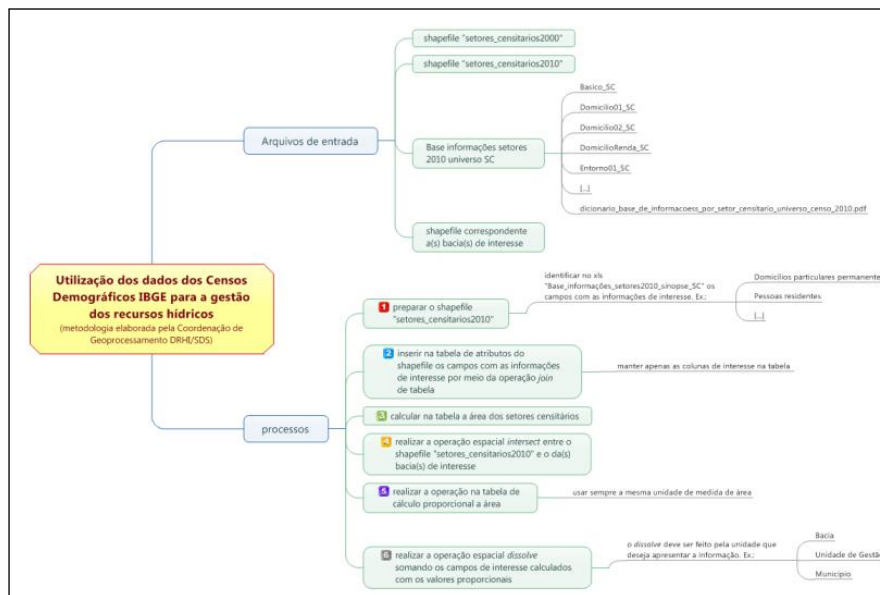 shapefile "setores_censitarios2000"
shapefile "setores_censitarios2010"
Arquivos de entrada
Base informações setores
2010 universo SC
Basico_SC
Domicilio01_SC
Domicilio02_SC
DomicilioRenda_SC
Entorno01_SC
[...]
dicionario_base_de_informacoess_por_setor_censitario_universo_censo_2010.pdf
shapefile correspondente
a(s) bacia(s) de interesse
Utilização dos dados dos Censos
Demográficos IBGE para a gestão
dos recursos hídricos
(metodologia elaborada pela Coordenação de
Geoprocessamento DRHI/SDS)
processos
1 preparar o shapefile
"setores_censitarios2010"
identificar no xls
"Base_informações_setores2010_sinopse_SC" os
campos com as informações de interesse. Ex.:
Domicílios particulares permanente
Pessoas residentes
[...]
2 inserir na tabela de atributos do
shapefile os campos com as informações
de interesse por meio da operação join
de tabela
manter apenas as colunas de interesse na tabela
3 calcular na tabela a área dos setores censitários
4 realizar a operação espacial intersect entre o
shapefile "setores_censitarios2010" e o da(s)
bacia(s) de interesse
5 realizar a operação na tabela de
cálculo proporcional a área
usar sempre a mesma unidade de medida de área
6 realizar a operação espacial dissolve
somando os campos de interesse calculados
com os valores proporcionais
o dissolve deve ser feito pela unidade que
deseja apresentar a informação. Ex.:
Bacia
Unidade de Gestão
Município